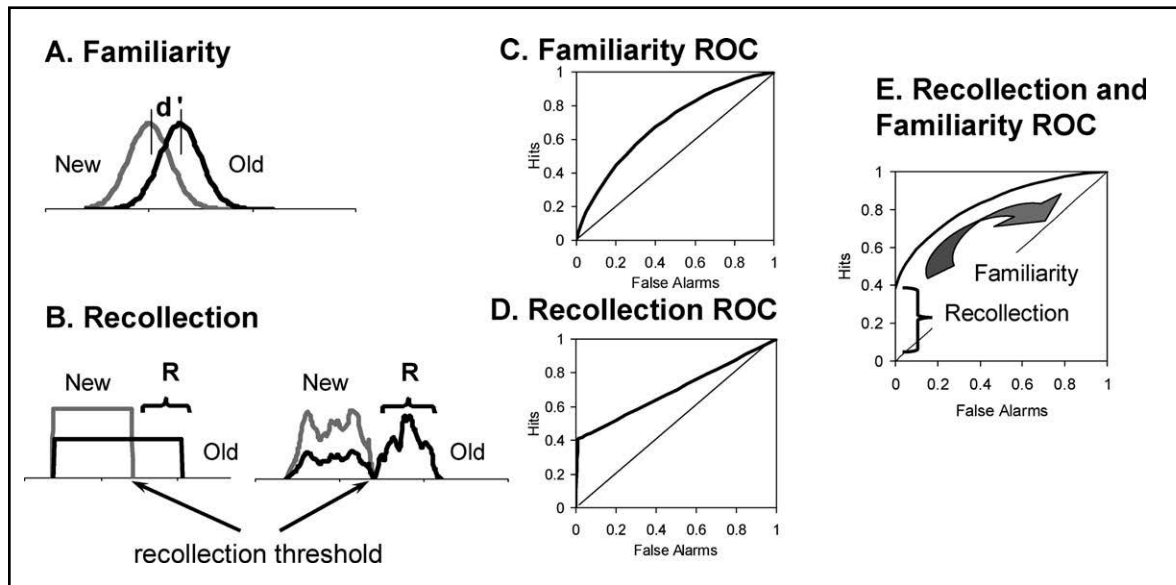 A. Familiarity
d'
New
Old
B. Recollection
New
R
Old
New
R
Old
recollection threshold
C. Familiarity ROC
Hits
1
0.8
0.6
0.4
0.2
0
0 0.2 0.4 0.6 0.8 1
False Alarms
D. Recollection ROC
Hits
1
0.8
0.6
0.4
0.2
0
0 0.2 0.4 0.6 0.8 1
False Alarms
E. Recollection and
Familiarity ROC
Hits
1
0.8
0.6
0.4
0.2
0
Familiarity
Recollection
0 0.2 0.4 0.6 0.8 1
False Alarms